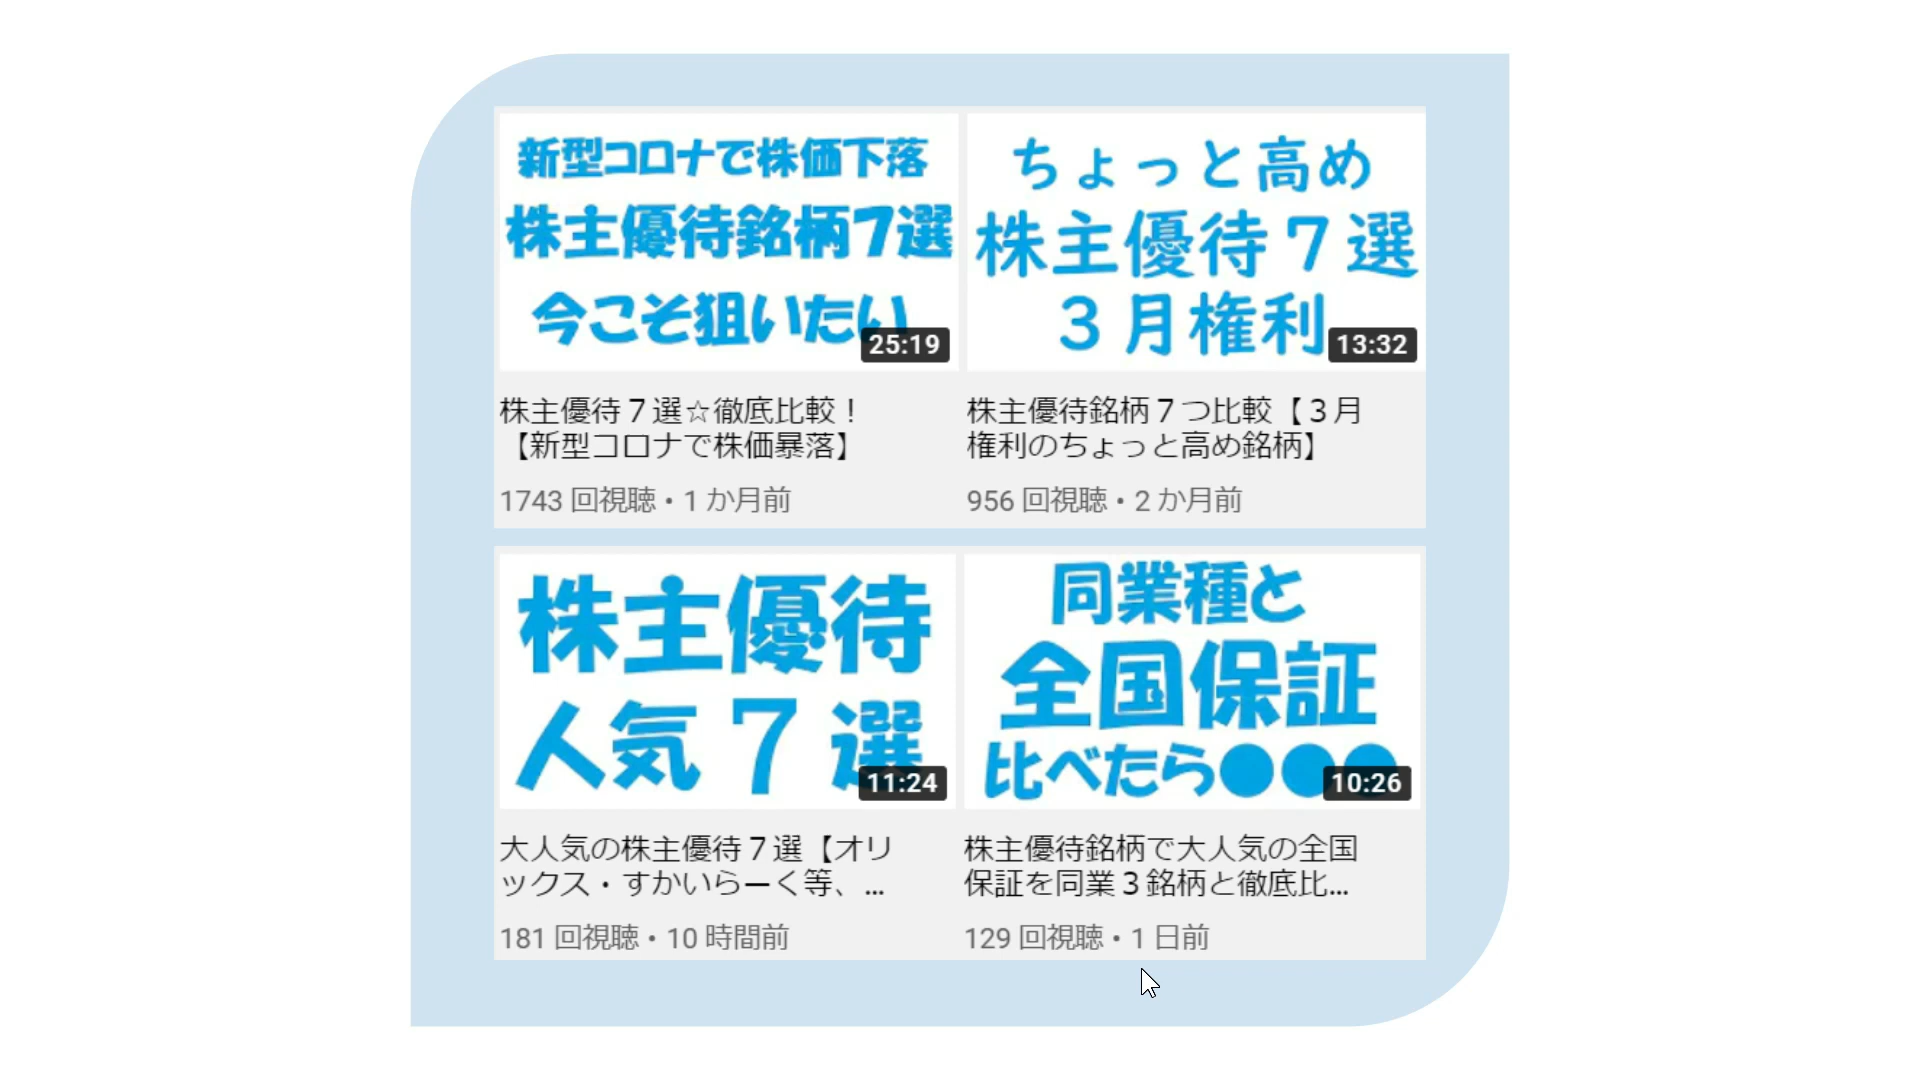 新型コロナで株価下落
株主優待銘柄7選
今こそ狙いたい
25:19
株主優待７選☆徹底比較！
【新型コロナで株価暴落】
1743 回視聴・1 か月前
ちょっと高め
株主優待７選
３月権利
13:32
株主優待銘柄７つ比較【３月
権利のちょっと高め銘柄】
956 回視聴・2 か月前
株主優待
人気７選
11:24
大人気の株主優待７選【オリ
ックス・すかいらーく等、...
181 回視聴・10 時間前
同業種と
全国保証
比べたら●●●
10:26
株主優待銘柄で大人気の全国
保証を同業３銘柄と徹底比...
129 回視聴・1 日前